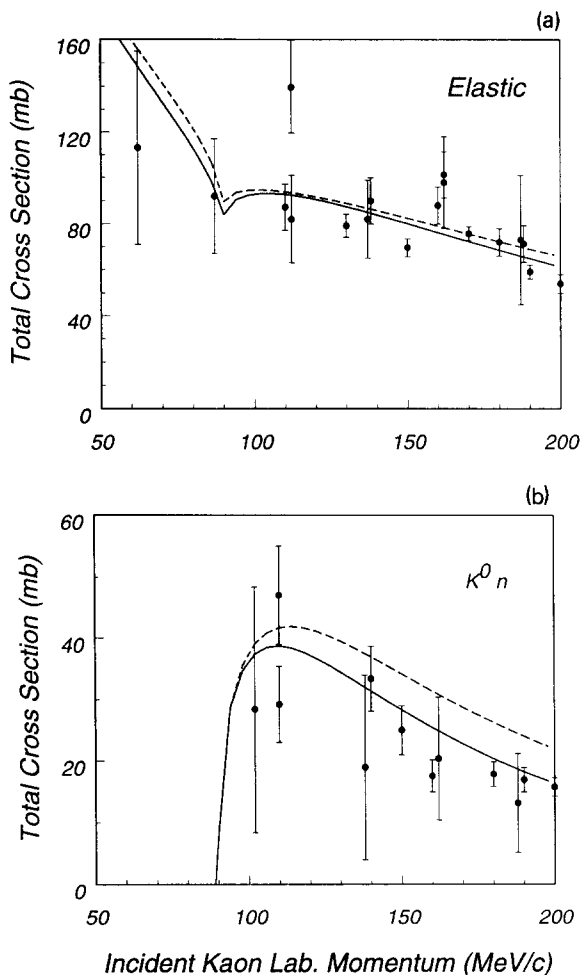 (a)
160
120
80
40
0
Total Cross Section (mb)
Elastic
50
100
150
200
(b)
60
40
20
0
Total Cross Section (mb)
K⁰ n
50
100
150
200
Incident Kaon Lab. Momentum (MeV/c)